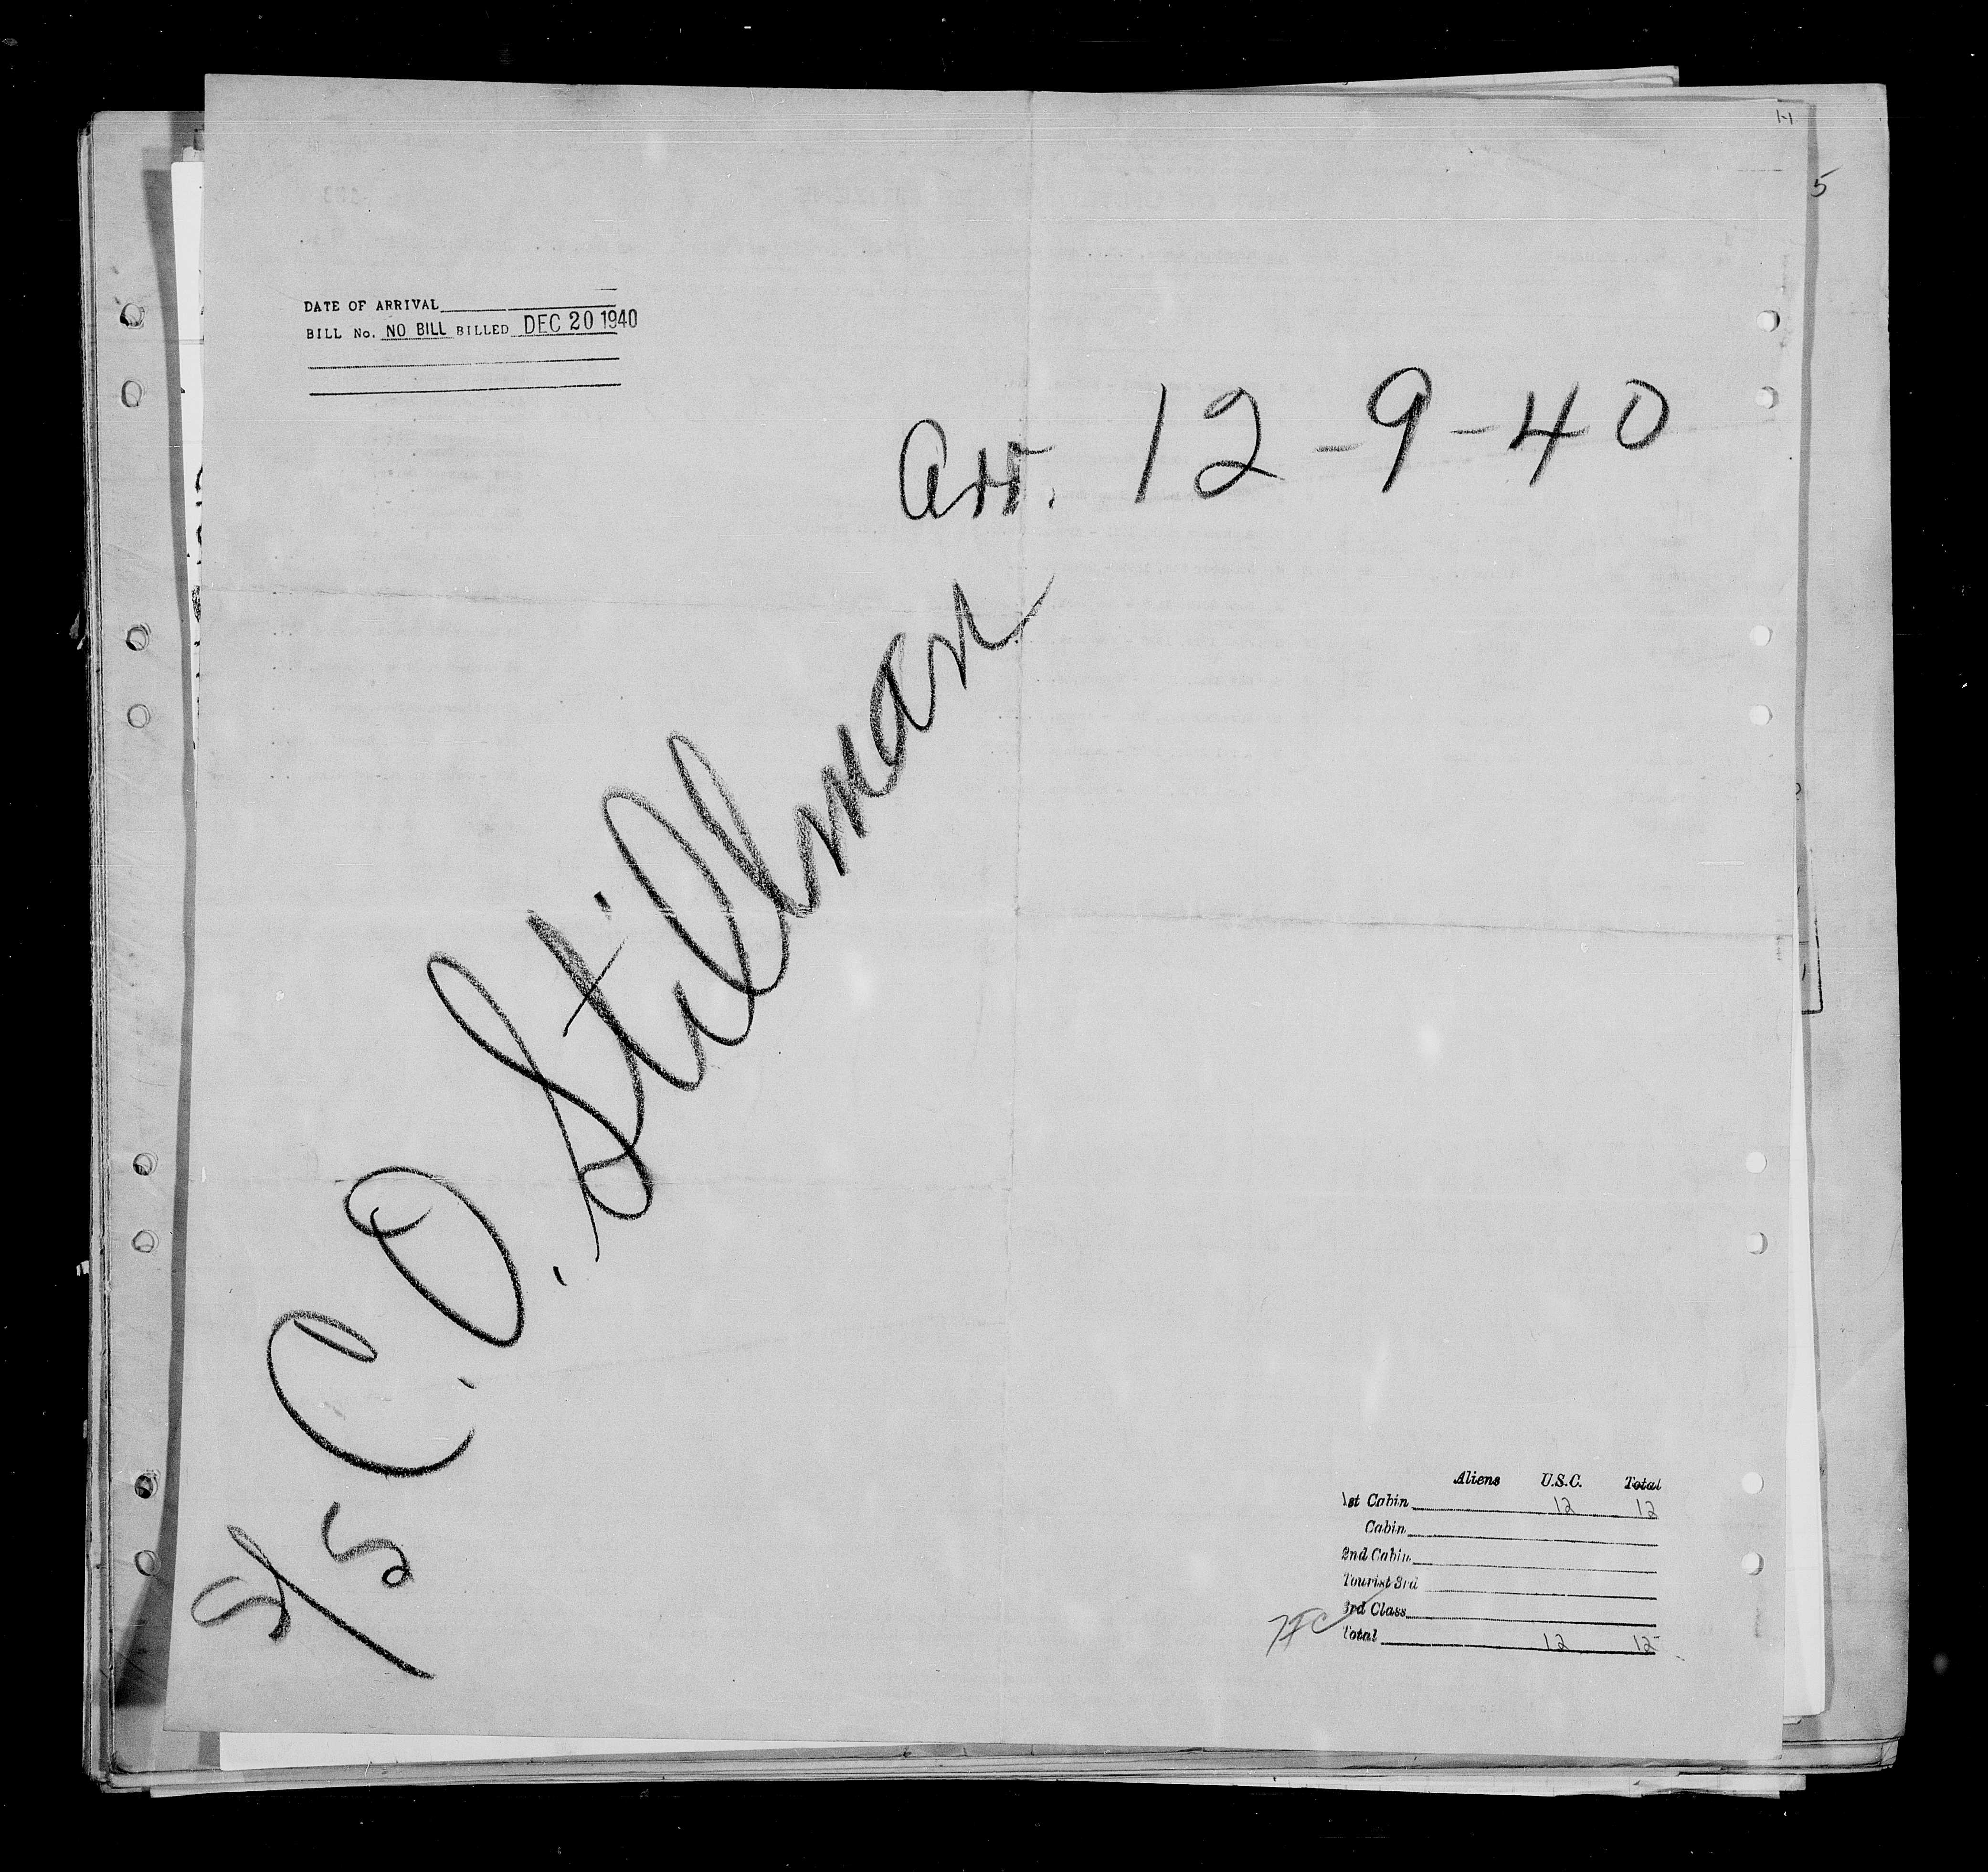 5
DATE OF ARRIVAL
BILL No. NO BILL BILLED DEC 20 1940
Arr. 12-9-40
S/S C.O. Stillman
Aliens U.S.C. Total
1st Cabin 12 12
Cabin
2nd Cabin
Tourist 3rd
3rd Class
Total 12 12